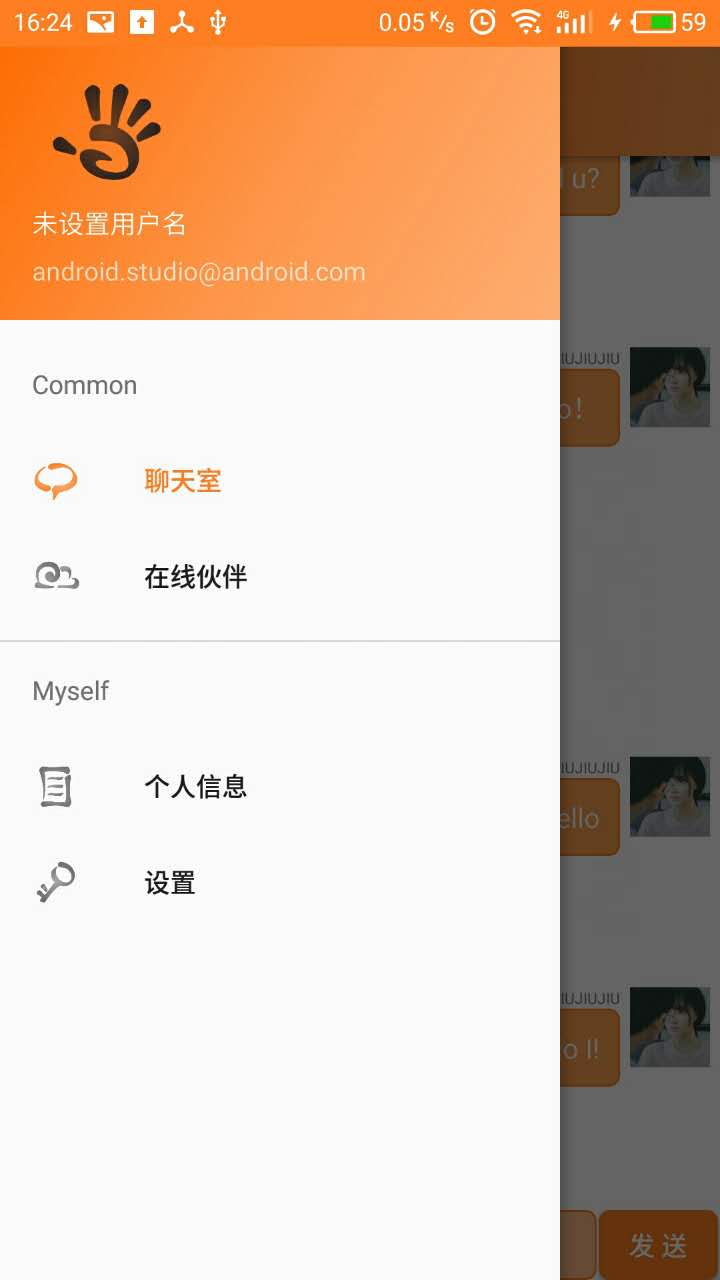 16:24 0.05 K/s 4G 59
未设置用户名
android.studio@android.com
Common
聊天室
在线伙伴
Myself
个人信息
设置
u?
IUJIUJIU
o!
IUJIUJIU
ello
IUJIUJIU
o I!
发 送